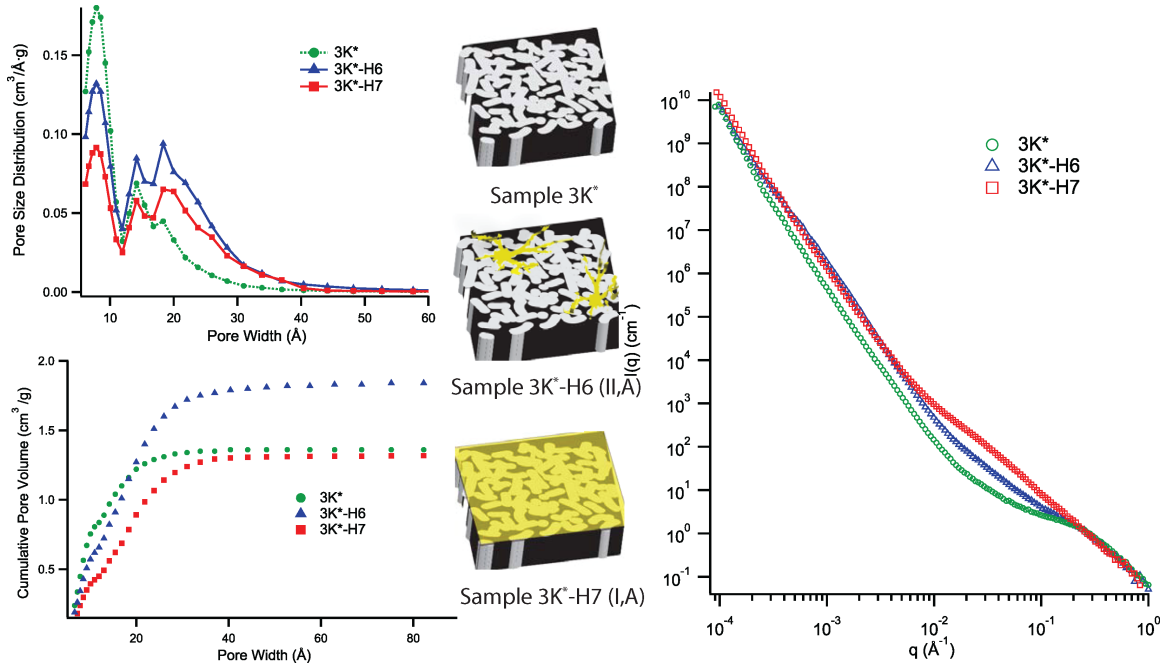 Pore Size Distribution (cm³/Å·g)
0.15
0.10
0.05
0.00
10
20
30
40
50
60
Pore Width (Å)
3K*
3K*-H6
3K*-H7
Cumulative Pore Volume (cm³/g)
2.0
1.5
1.0
0.5
20
40
60
80
Pore Width (Å)
3K*
3K*-H6
3K*-H7
Sample 3K*
Sample 3K*-H6 (II,A)
Sample 3K*-H7 (I,A)
I(q) (cm⁻¹)
10¹⁰
10⁹
10⁸
10⁷
10⁶
10⁵
10⁴
10³
10²
10¹
10⁰
10⁻¹
10⁻⁴
10⁻³
10⁻²
10⁻¹
10⁰
q (Å⁻¹)
3K*
3K*-H6
3K*-H7